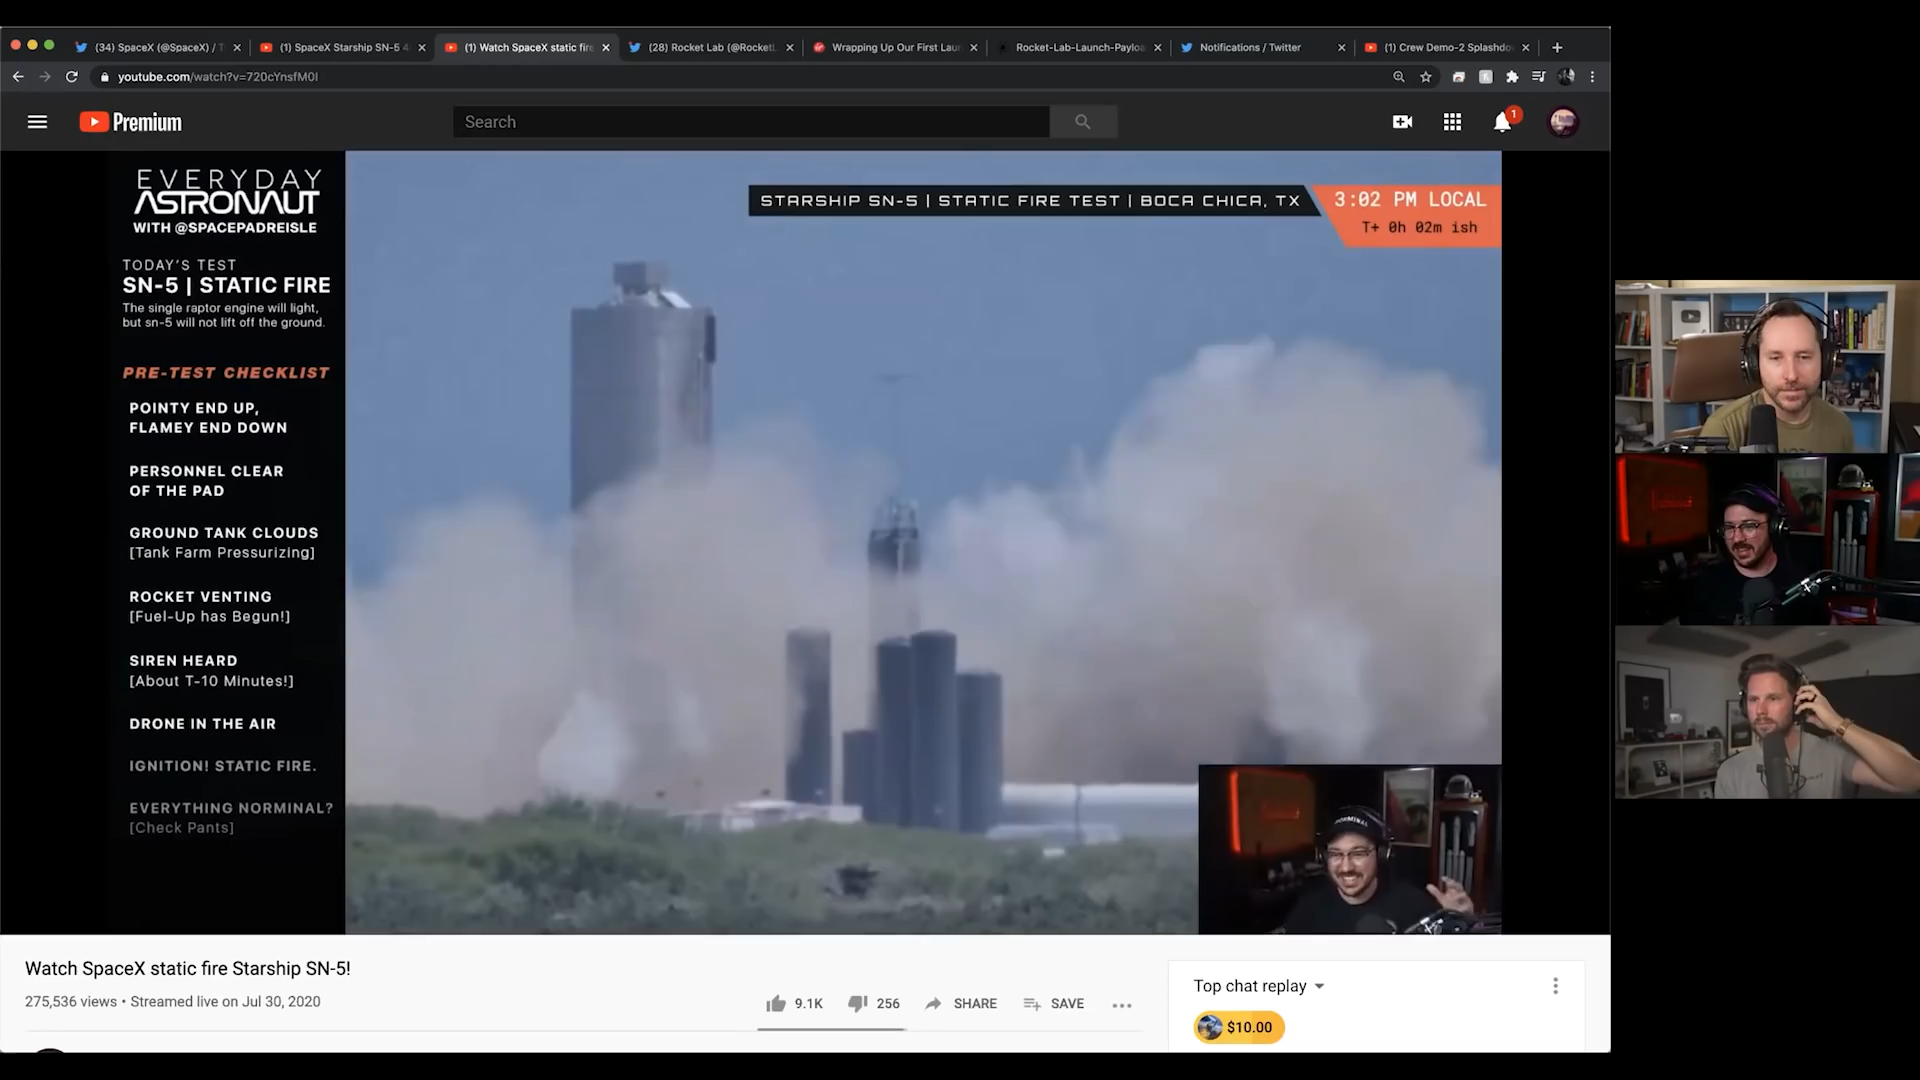 (34) SpaceX (@SpaceX) / T
(1) SpaceX Starship SN-5 4
(1) Watch SpaceX static fire
(28) Rocket Lab (@RocketL
Wrapping Up Our First Laun
Rocket-Lab-Launch-Payloa
Notifications / Twitter
(1) Crew Demo-2 Splashdo
youtube.com/watch?v=720cYnsfM0I
Premium
Search
1
EVERYDAY
ASTRONAUT
WITH @SPACEPADREISLE
TODAY'S TEST
SN-5 | STATIC FIRE
The single raptor engine will light,
but sn-5 will not lift off the ground.
PRE-TEST CHECKLIST
POINTY END UP,
FLAMEY END DOWN
PERSONNEL CLEAR
OF THE PAD
GROUND TANK CLOUDS
[Tank Farm Pressurizing]
ROCKET VENTING
[Fuel-Up has Begun!]
SIREN HEARD
[About T-10 Minutes!]
DRONE IN THE AIR
IGNITION! STATIC FIRE.
EVERYTHING NORMINAL?
[Check Pants]
STARSHIP SN-5 | STATIC FIRE TEST | BOCA CHICA, TX
3:02 PM LOCAL
T+ 0h 02m ish
Watch SpaceX static fire Starship SN-5!
275,536 views • Streamed live on Jul 30, 2020
9.1K
256
SHARE
SAVE
Top chat replay
$10.00